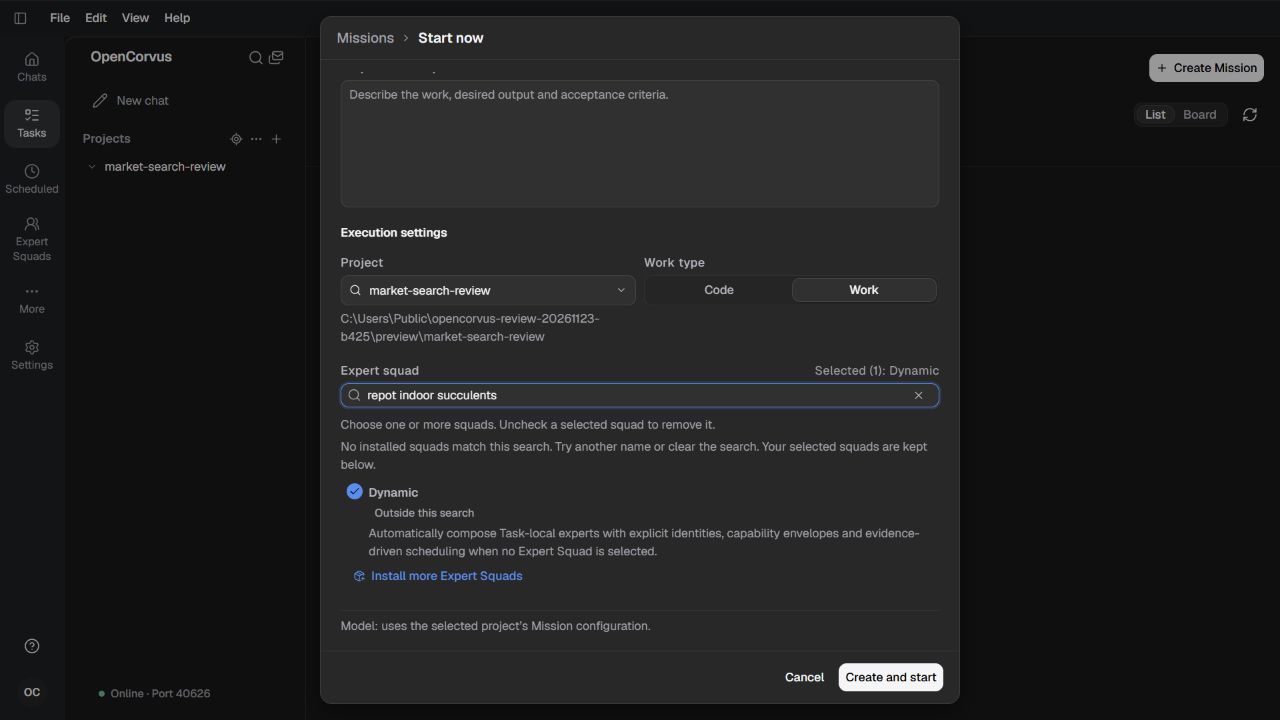 File Edit View Help
Missions › Start now
OpenCorvus
Create Mission
Chats
New chat
Describe the work, desired output and acceptance criteria.
List Board
Tasks
Projects
market-search-review
Scheduled
Expert
Squads
More
Settings
Execution settings
Project
Work type
market-search-review
Code
Work
C:\Users\Public\opencorvus-review-20261123-
b425\preview\market-search-review
Expert squad
Selected (1): Dynamic
repot indoor succulents
Choose one or more squads. Uncheck a selected squad to remove it.
No installed squads match this search. Try another name or clear the search. Your selected squads are kept
below.
Dynamic
Outside this search
Automatically compose Task-local experts with explicit identities, capability envelopes and evidence-
driven scheduling when no Expert Squad is selected.
Install more Expert Squads
Model: uses the selected project's Mission configuration.
Cancel
Create and start
OC
Online · Port 40626